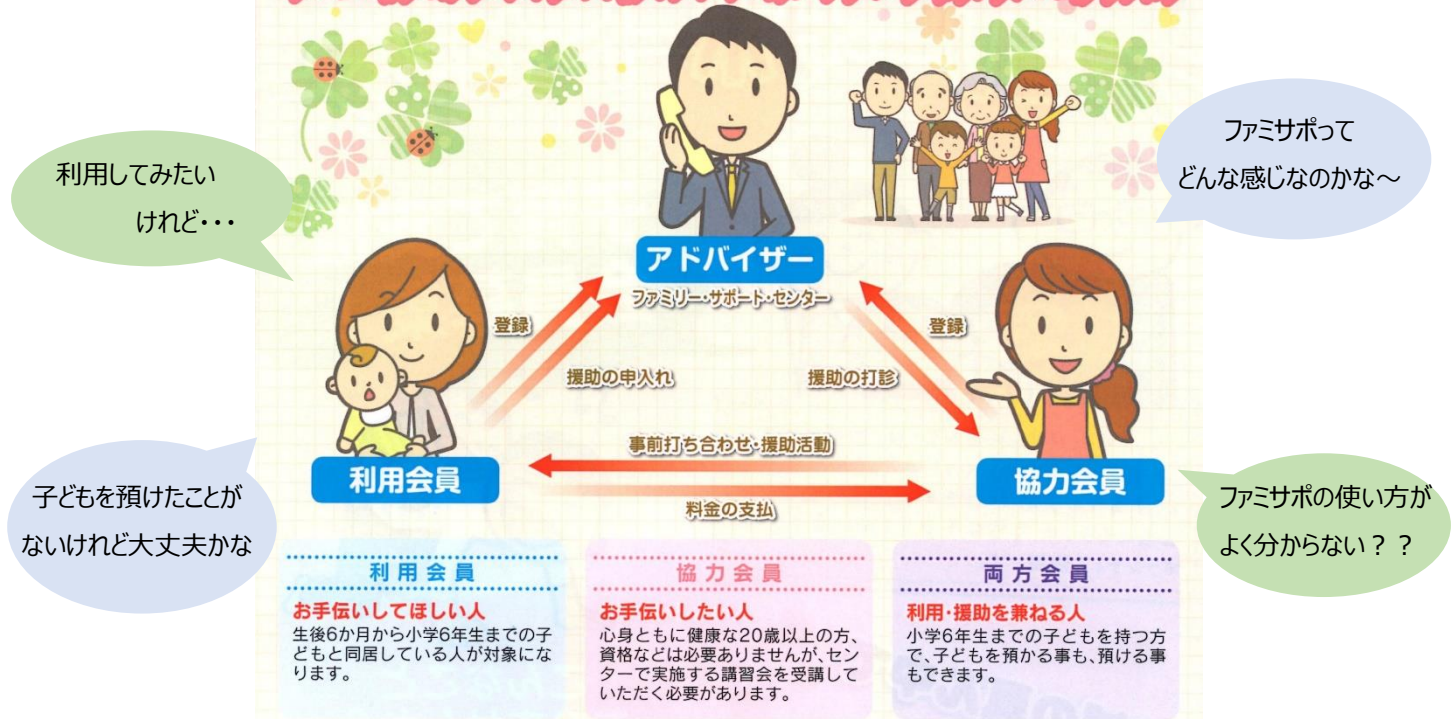 利用してみたい
けれど・・・
ファミサポって
どんな感じなのかな～
アドバイザー
ファミリー・サポート・センター
登録
登録
援助の申入れ
援助の打診
事前打ち合わせ・援助活動
利用会員
協力会員
料金の支払
子どもを預けたことが
ないけれど大丈夫かな
ファミサポの使い方が
よく分からない？？
利用会員
お手伝いしてほしい人
生後6か月から小学6年生までの子
どもと同居している人が対象にな
ります。
協力会員
お手伝いしたい人
心身ともに健康な20歳以上の方、
資格などは必要ありませんが、セン
ターで実施する講習会を受講して
いただく必要があります。
両方会員
利用・援助を兼ねる人
小学6年生までの子どもを持つ方
で、子どもを預かる事も、預ける事
もできます。